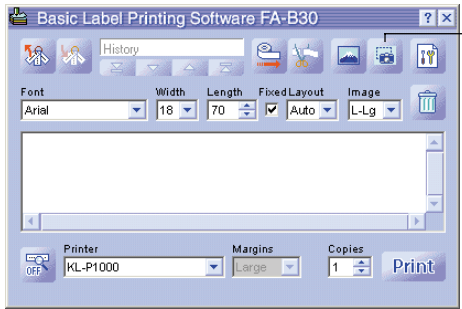 Basic Label Printing Software FA-B30
? ×
History
Font Width Length Fixed Layout Image
Arial 18 70 Auto L-Lg
Printer Margins Copies
OFF KL-P1000 Large 1 Print